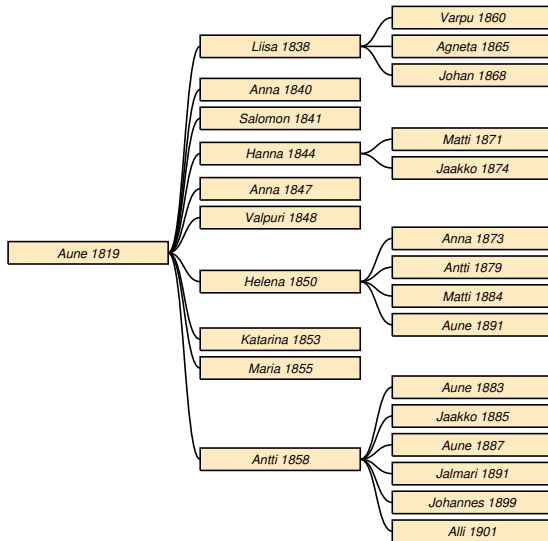 Aune 1819
Liisa 1838
Varpu 1860
Agneta 1865
Johan 1868
Anna 1840
Salomon 1841
Hanna 1844
Matti 1871
Jaakko 1874
Anna 1847
Valpuri 1848
Helena 1850
Anna 1873
Antti 1879
Matti 1884
Aune 1891
Katarina 1853
Maria 1855
Antti 1858
Aune 1883
Jaakko 1885
Aune 1887
Jalmari 1891
Johannes 1899
Alli 1901